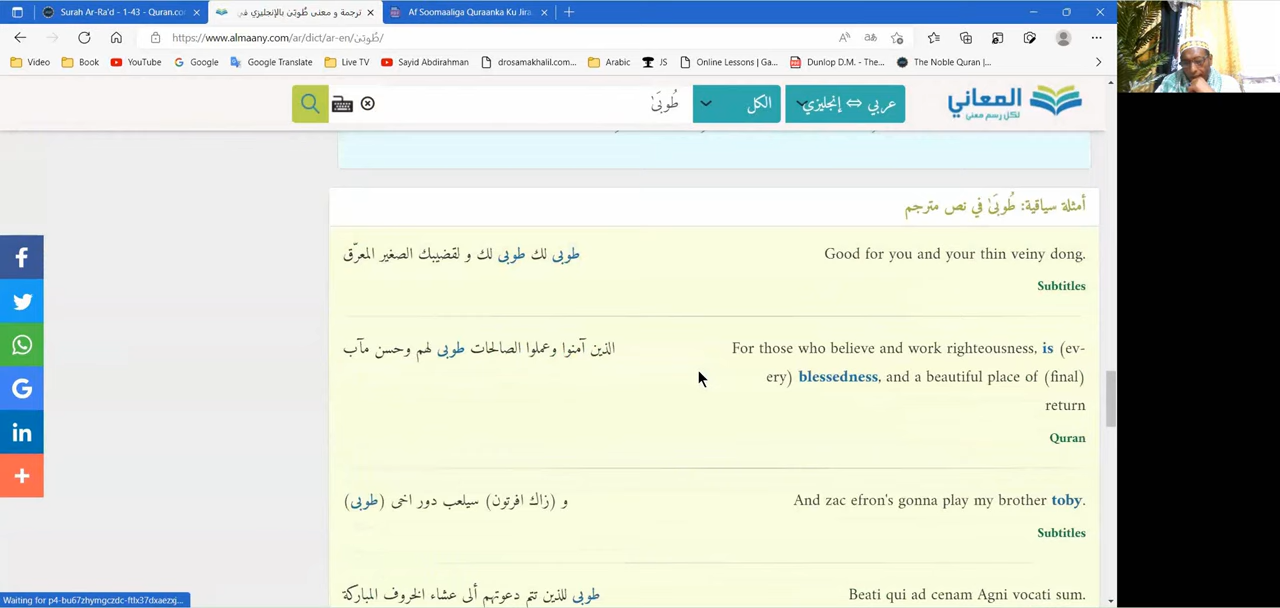 Surah Ar-Ra'd - 1-43 - Quran.co
ترجمة و معنى طُوبَىٰ بالإنجليزي في
Af Soomaaliga Quraanka Ku Jira
https://www.almaany.com/ar/dict/ar-en/طُوبَىٰ/
Video
Book
YouTube
Google
Google Translate
Live TV
Sayid Abdirahman
drosamakhalil.com...
Arabic
JS
Online Lessons | Ga...
Dunlop D.M. - The...
The Noble Quran |...
طُوبَىٰ
الكل
عربي ⇔ إنجليزي
المعاني
لكل رسم معنى
أمثلة سياقية: طُوبَىٰ في نص مترجم
طوبى لك طوبى لك و لقضيبك الصغير المعرّق
Good for you and your thin veiny dong.
Subtitles
الذين آمنوا وعملوا الصالحات طوبى لهم وحسن مآب
For those who believe and work righteousness, is (ev-
ery) blessedness, and a beautiful place of (final)
return
Quran
و (زاك افرتون) سيلعب دور اخى (طوبى)
And zac efron's gonna play my brother toby.
Subtitles
طوبى للذين تتم دعوتهم ألى عشاء الخروف المباركة
Beati qui ad cenam Agni vocati sum.
Waiting for p4-bu67zhymgczdc-ftlx37dxaezxj...